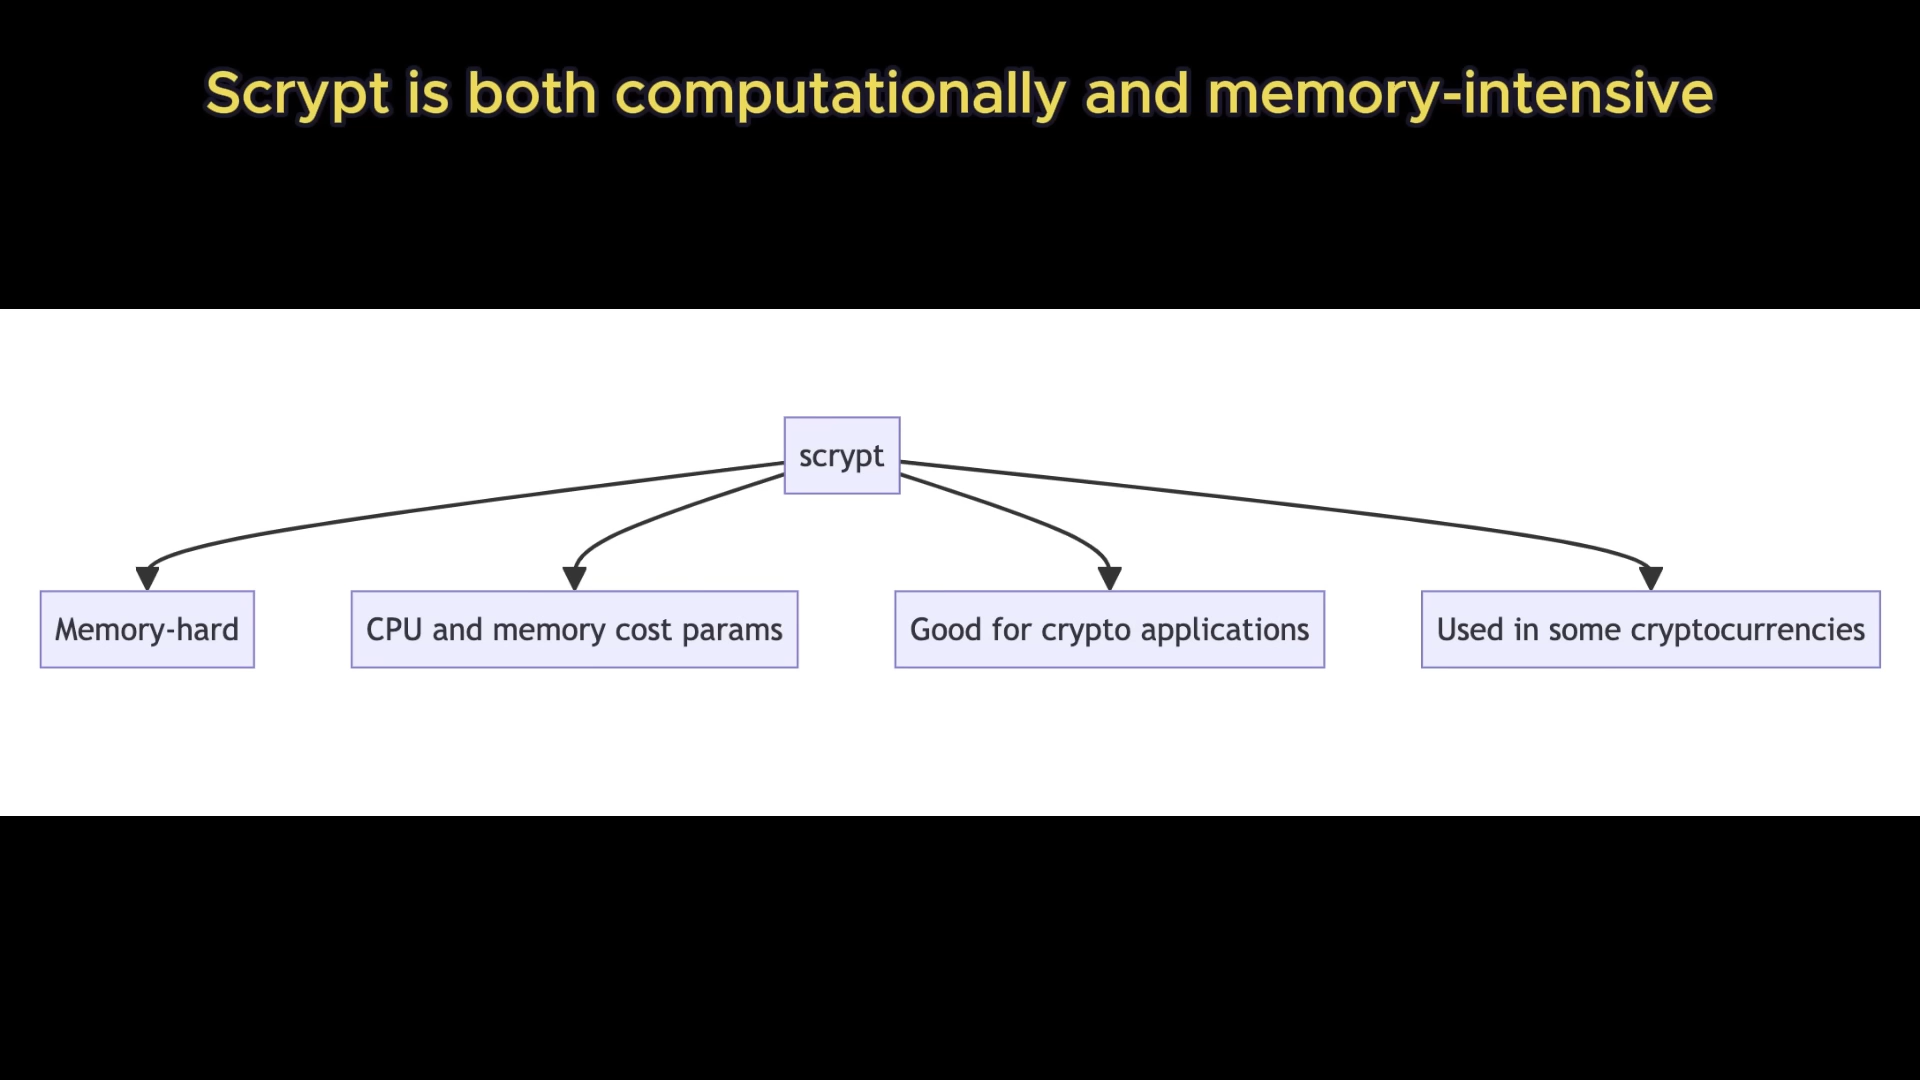 Scrypt is both computationally and memory-intensive
scrypt
Memory-hard
CPU and memory cost params
Good for crypto applications
Used in some cryptocurrencies